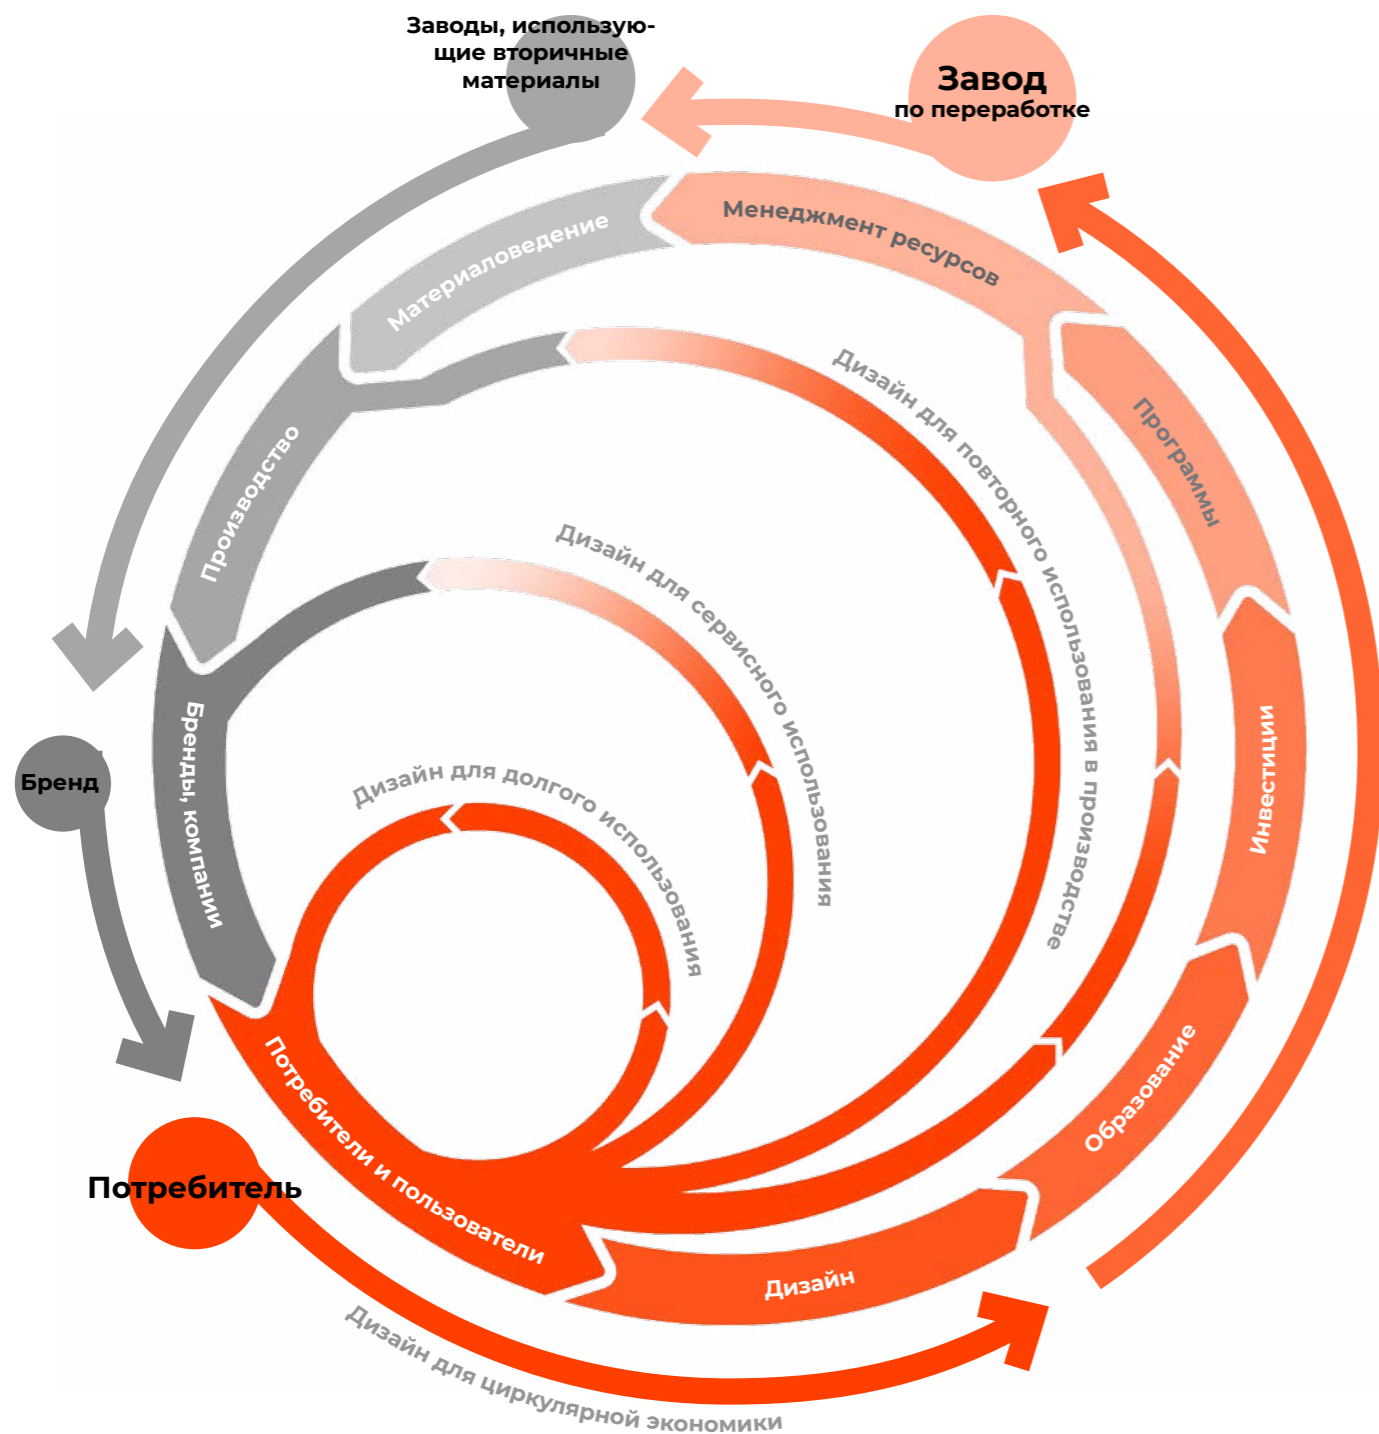 Заводы, использую-
щие вторичные
материалы
Завод
по переработке
Менеджмент ресурсов
Материаловедение
Программы
Производство
Дизайн для повторного использования в производстве
Дизайн для сервисного использования
Инвестиции
Бренды, компании
Бренд
Дизайн для долгого использования
Образование
Потребители и пользователи
Потребитель
Дизайн
Дизайн для циркулярной экономики